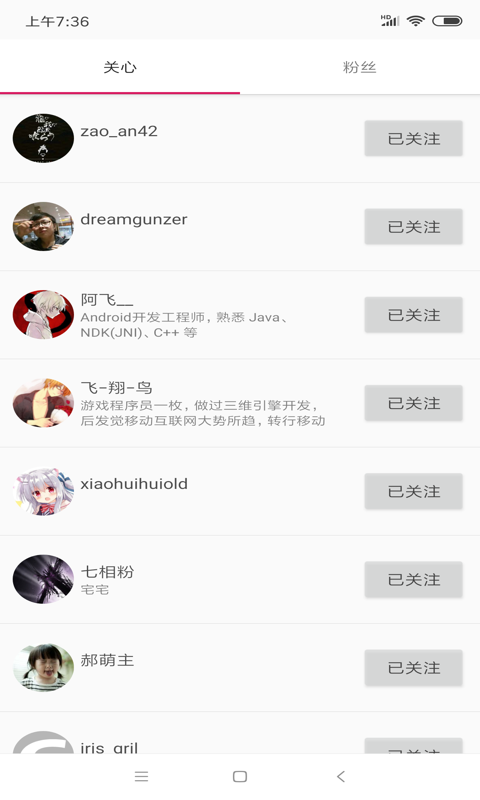 上午7:36
HD
关心
粉丝
zao_an42
已关注
dreamgunzer
已关注
阿飞__
Android开发工程师，熟悉 Java、
NDK(JNI)、C++ 等
已关注
飞-翔-鸟
游戏程序员一枚，做过三维引擎开发，
后发觉移动互联网大势所趋，转行移动
已关注
xiaohuihuiold
已关注
七相粉
宅宅
已关注
郝萌主
已关注
iris_gril
已关注